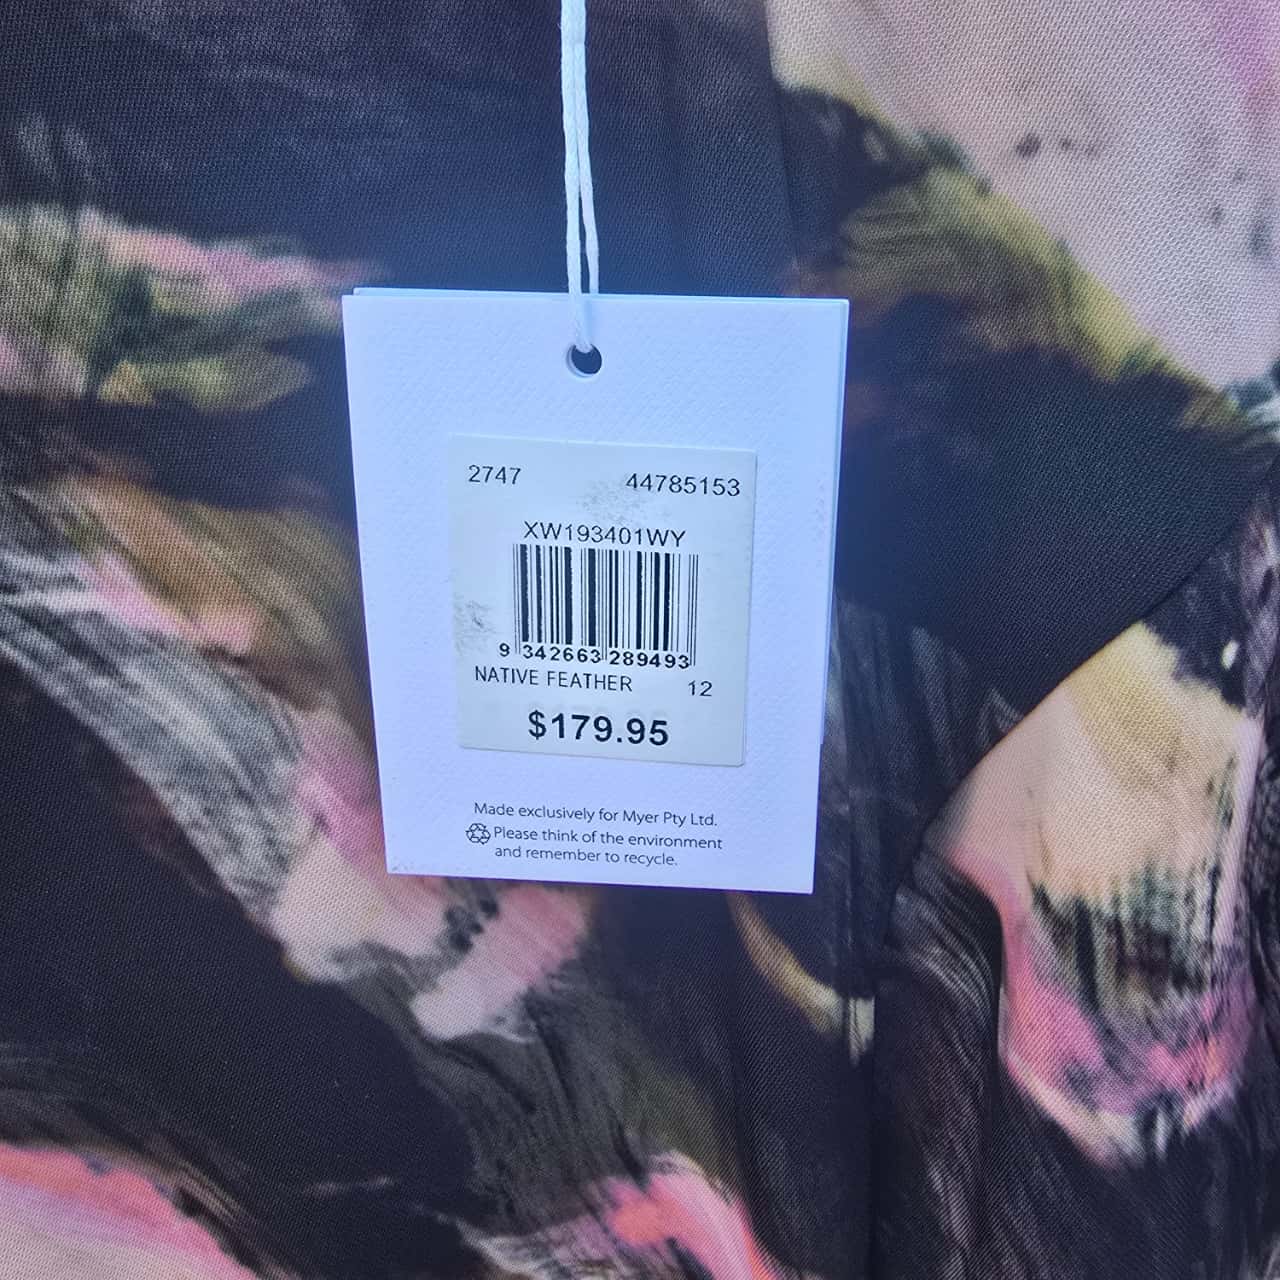 2747 44785153
XW193401WY
9 342663 289493
NATIVE FEATHER 12
$179.95
Made exclusively for Myer Pty Ltd.
Please think of the environment
and remember to recycle.